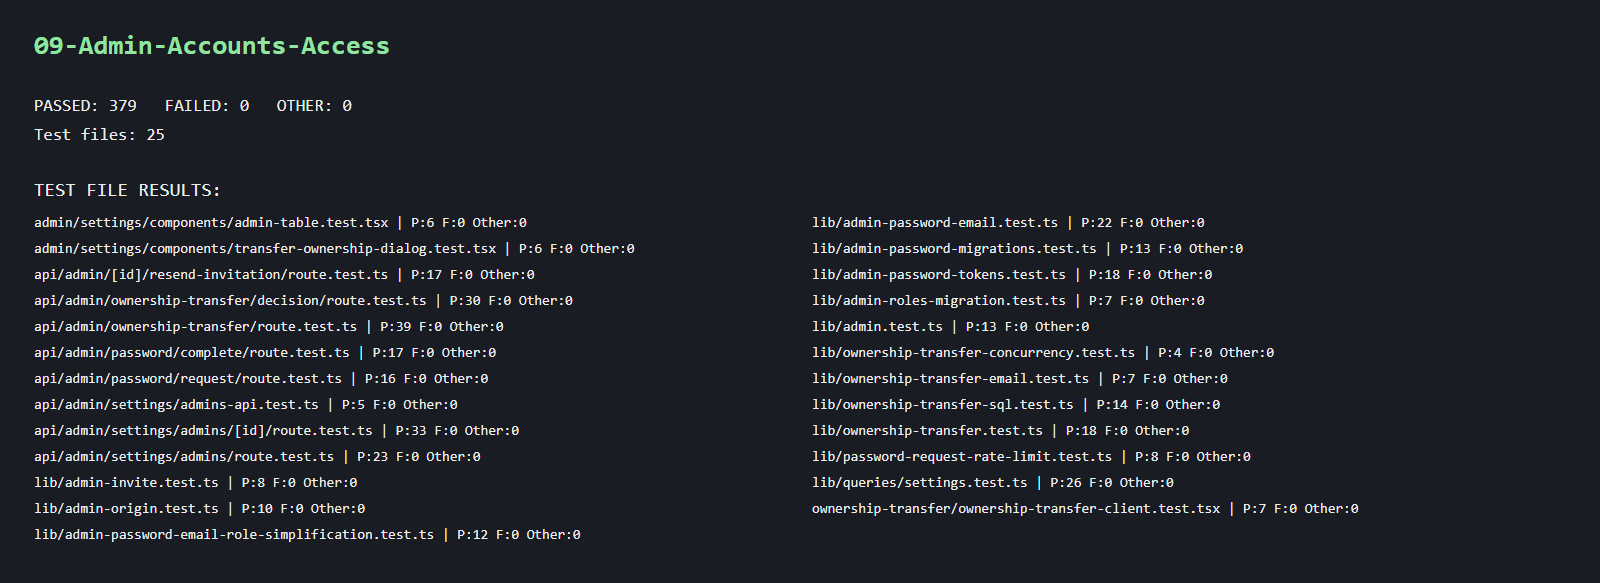 09-Admin-Accounts-Access
PASSED: 379   FAILED: 0   OTHER: 0
Test files: 25
TEST FILE RESULTS:
admin/settings/components/admin-table.test.tsx | P:6 F:0 Other:0
admin/settings/components/transfer-ownership-dialog.test.tsx | P:6 F:0 Other:0
api/admin/[id]/resend-invitation/route.test.ts | P:17 F:0 Other:0
api/admin/ownership-transfer/decision/route.test.ts | P:30 F:0 Other:0
api/admin/ownership-transfer/route.test.ts | P:39 F:0 Other:0
api/admin/password/complete/route.test.ts | P:17 F:0 Other:0
api/admin/password/request/route.test.ts | P:16 F:0 Other:0
api/admin/settings/admins-api.test.ts | P:5 F:0 Other:0
api/admin/settings/admins/[id]/route.test.ts | P:33 F:0 Other:0
api/admin/settings/admins/route.test.ts | P:23 F:0 Other:0
lib/admin-invite.test.ts | P:8 F:0 Other:0
lib/admin-origin.test.ts | P:10 F:0 Other:0
lib/admin-password-email-role-simplification.test.ts | P:12 F:0 Other:0
lib/admin-password-email.test.ts | P:22 F:0 Other:0
lib/admin-password-migrations.test.ts | P:13 F:0 Other:0
lib/admin-password-tokens.test.ts | P:18 F:0 Other:0
lib/admin-roles-migration.test.ts | P:7 F:0 Other:0
lib/admin.test.ts | P:13 F:0 Other:0
lib/ownership-transfer-concurrency.test.ts | P:4 F:0 Other:0
lib/ownership-transfer-email.test.ts | P:7 F:0 Other:0
lib/ownership-transfer-sql.test.ts | P:14 F:0 Other:0
lib/ownership-transfer.test.ts | P:18 F:0 Other:0
lib/password-request-rate-limit.test.ts | P:8 F:0 Other:0
lib/queries/settings.test.ts | P:26 F:0 Other:0
ownership-transfer/ownership-transfer-client.test.tsx | P:7 F:0 Other:0